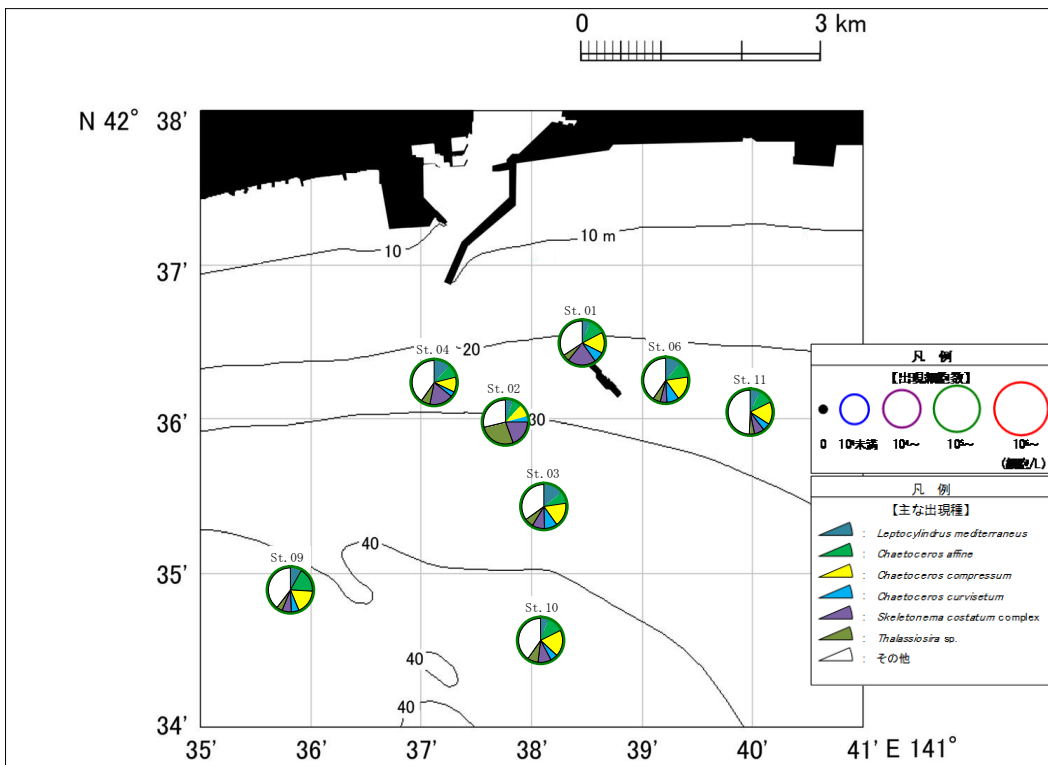 0 3 km
N 42° 38'
10
10 m
37'
St.01
St.04
20
St.06
St.11
St.02
36'
30
凡 例
0
(細胞/L)
St.03
凡 例
【主な出現種】
: Leptocylindrus mediterraneus
: Chaetoceros affine
: Chaetoceros compressum
: Chaetoceros curvisetum
: Skeletonema costatum complex
: Thalassiosira sp.
: その他
40
St.09
35'
St.10
40
40
34'
35' 36' 37' 38' 39' 40' 41' E 141°